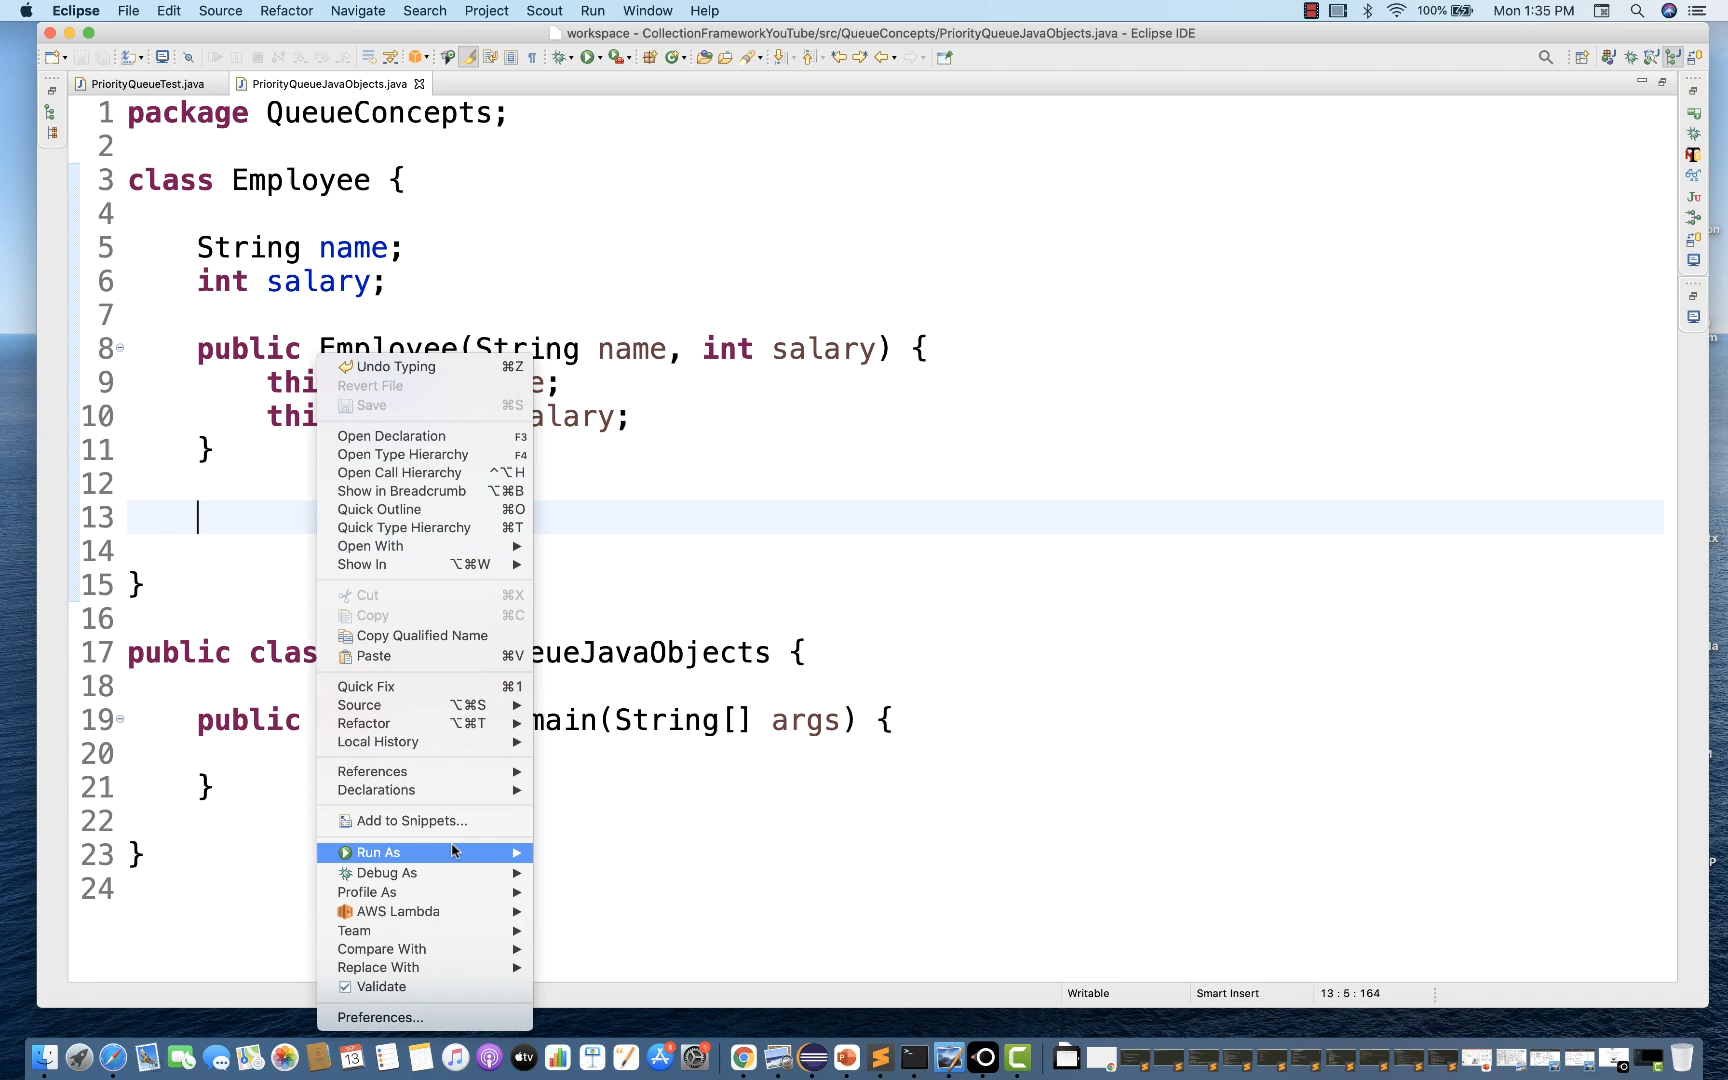 Eclipse File Edit Source Refactor Navigate Search Project Scout Run Window Help 100% Mon 1:35 PM
workspace - CollectionFrameworkYouTube/src/QueueConcepts/PriorityQueueJavaObjects.java - Eclipse IDE
PriorityQueueTest.java PriorityQueueJavaObjects.java
1 package QueueConcepts;
2
3 class Employee {
4
5 String name;
6 int salary;
7
8 public Employee(String name, int salary) {
9 thi e;
10 thi alary;
11 }
12
13
14
15 }
16
17 public clas eueJavaObjects {
18
19 public main(String[] args) {
20
21 }
22
23 }
24
Undo Typing ⌘Z
Revert File
Save ⌘S
Open Declaration F3
Open Type Hierarchy F4
Open Call Hierarchy ^⌥H
Show in Breadcrumb ⌥⌘B
Quick Outline ⌘O
Quick Type Hierarchy ⌘T
Open With
Show In ⌥⌘W
Cut ⌘X
Copy ⌘C
Copy Qualified Name
Paste ⌘V
Quick Fix ⌘1
Source ⌥⌘S
Refactor ⌥⌘T
Local History
References
Declarations
Add to Snippets...
Run As
Debug As
Profile As
AWS Lambda
Team
Compare With
Replace With
Validate
Preferences...
Writable Smart Insert 13 : 5 : 164